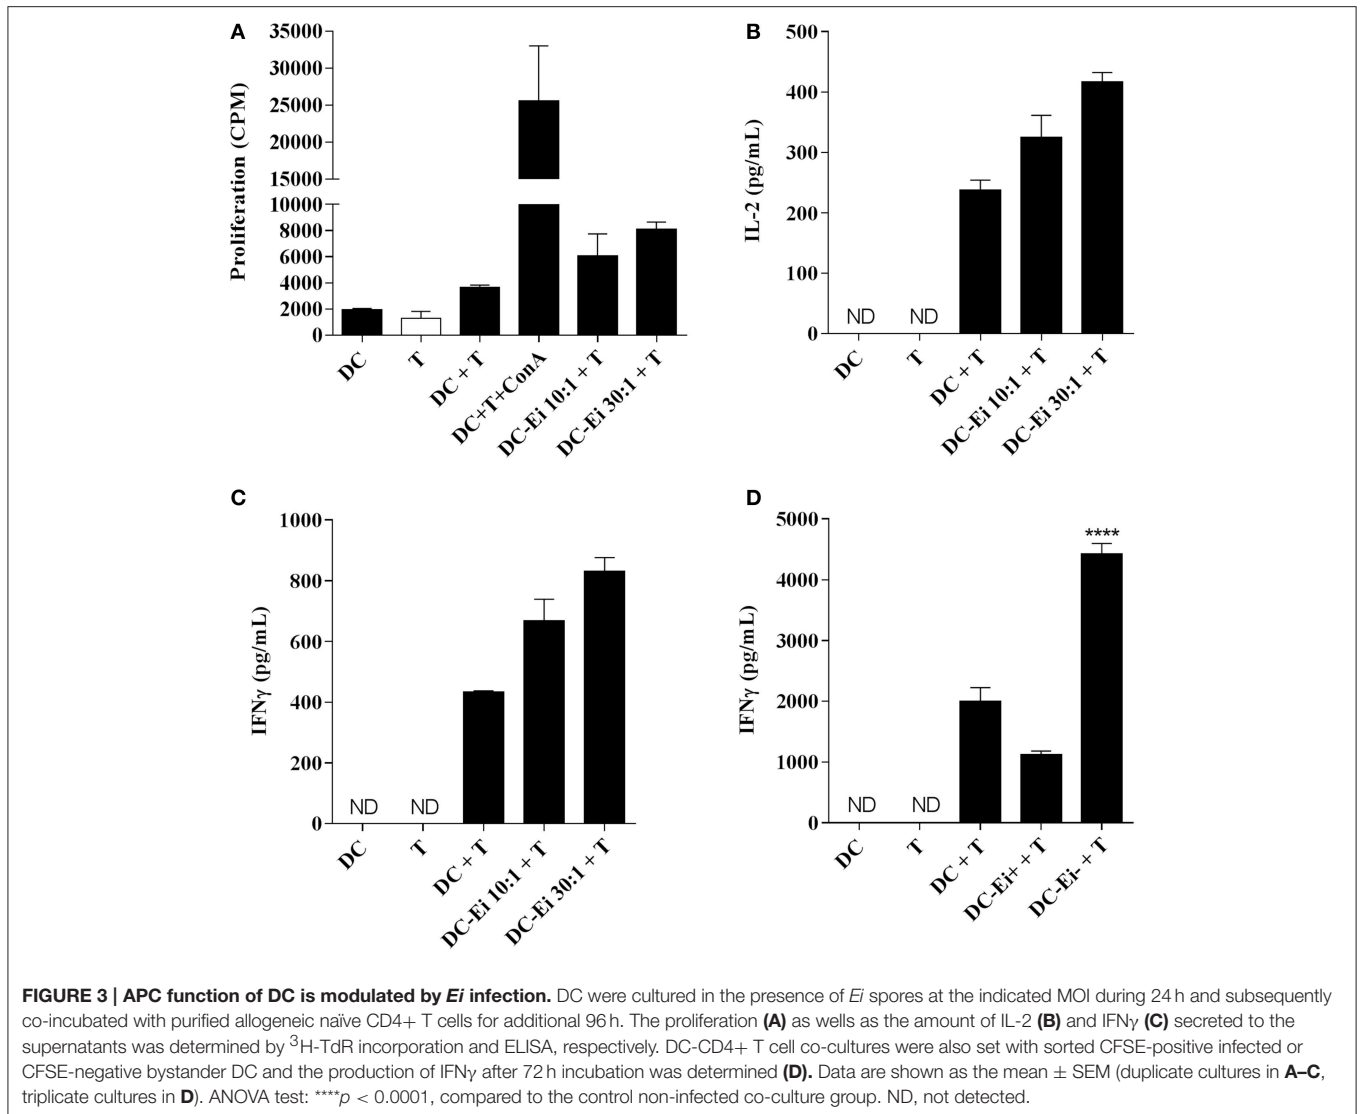 A
35000
30000
25000
20000
15000
10000
8000
6000
4000
2000
0
Proliferation (CPM)
DC
T
DC + T
DC+T+ConA
DC-Ei 10:1 + T
DC-Ei 30:1 + T
B
500
400
300
200
100
0
IL-2 (pg/mL)
ND
ND
DC
T
DC + T
DC-Ei 10:1 + T
DC-Ei 30:1 + T
C
1000
800
600
400
200
0
IFNγ (pg/mL)
ND
ND
DC
T
DC + T
DC-Ei 10:1 + T
DC-Ei 30:1 + T
D
5000
4000
3000
2000
1000
0
IFNγ (pg/mL)
ND
ND
****
DC
T
DC + T
DC-Ei+ + T
DC-Ei- + T
FIGURE 3 | APC function of DC is modulated by Ei infection. DC were cultured in the presence of Ei spores at the indicated MOI during 24 h and subsequently
co-incubated with purified allogeneic naïve CD4+ T cells for additional 96 h. The proliferation (A) as wells as the amount of IL-2 (B) and IFNγ (C) secreted to the
supernatants was determined by ³H-TdR incorporation and ELISA, respectively. DC-CD4+ T cell co-cultures were also set with sorted CFSE-positive infected or
CFSE-negative bystander DC and the production of IFNγ after 72 h incubation was determined (D). Data are shown as the mean ± SEM (duplicate cultures in A–C,
triplicate cultures in D). ANOVA test: ****p < 0.0001, compared to the control non-infected co-culture group. ND, not detected.